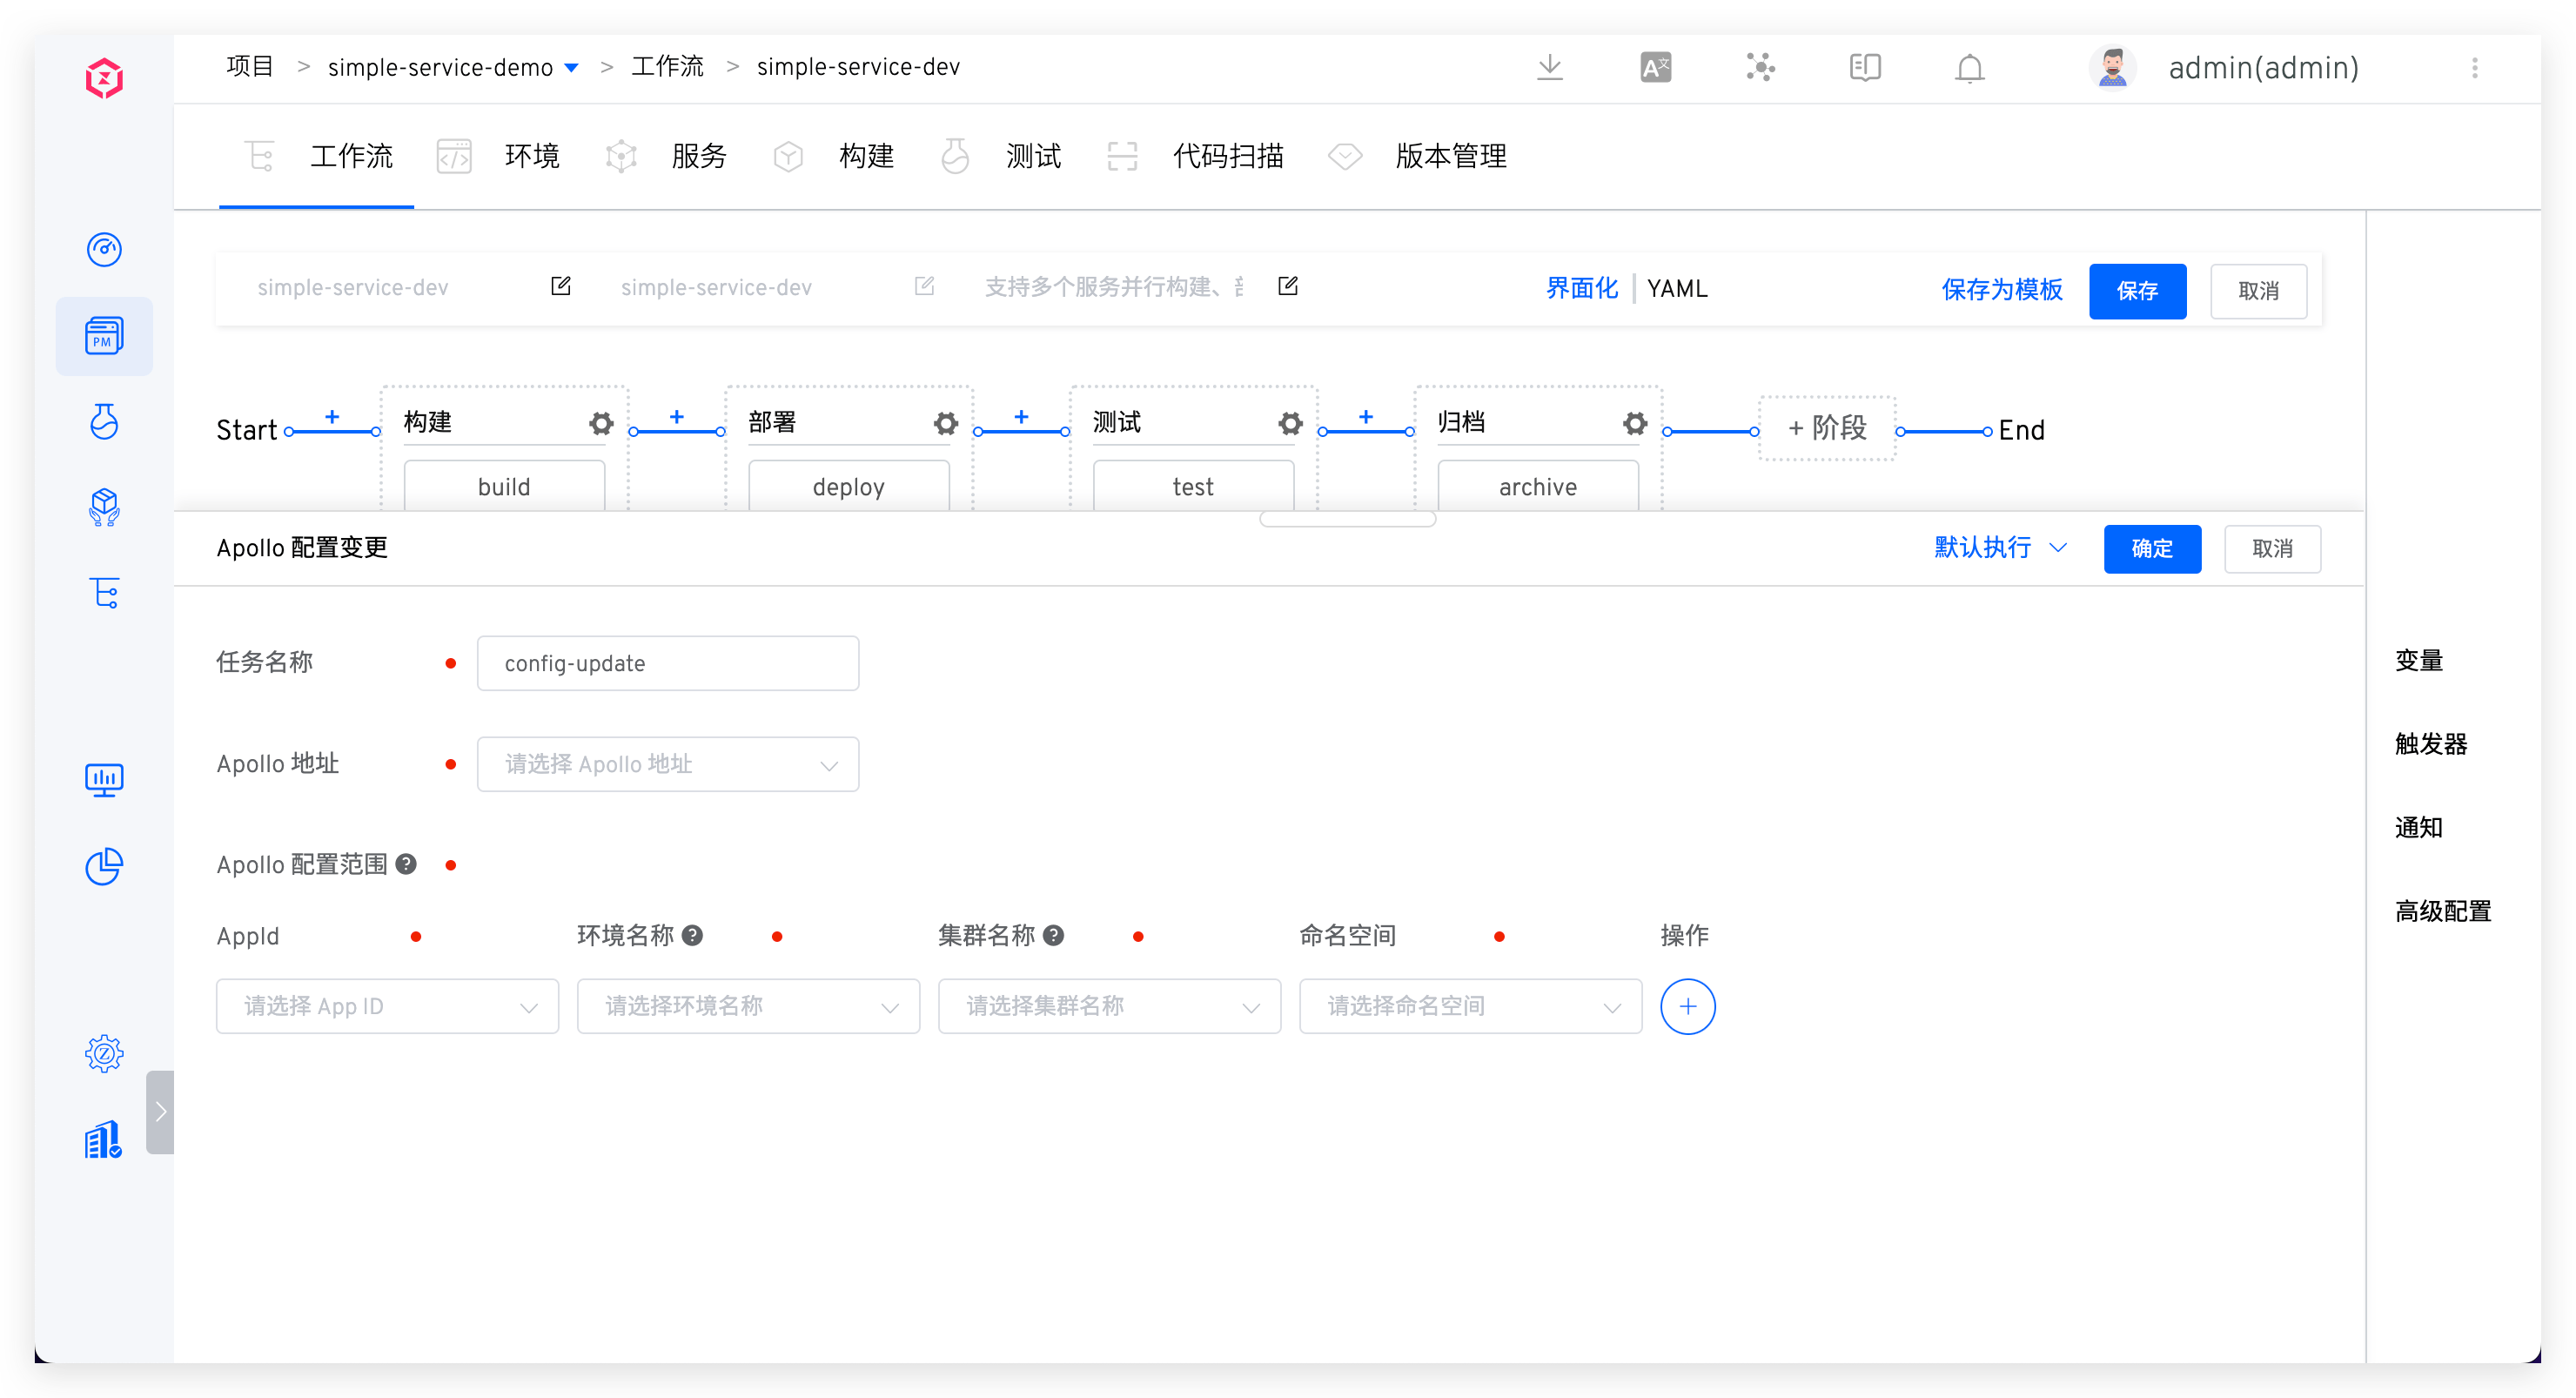 项目 > simple-service-demo > 工作流 > simple-service-dev
admin(admin)
工作流 环境 服务 构建 测试 代码扫描 版本管理
PM
simple-service-dev simple-service-dev 支持多个服务并行构建、 界面化 | YAML 保存为模板 保存 取消
Start + 构建 + 部署 + 测试 + 归档 + 阶段 End
build deploy test archive
Apollo 配置变更 默认执行 确定 取消
任务名称 config-update
Apollo 地址 请选择 Apollo 地址
Apollo 配置范围 ?
AppId 环境名称 ? 集群名称 ? 命名空间 操作
请选择 App ID 请选择环境名称 请选择集群名称 请选择命名空间 +
变量
触发器
通知
高级配置